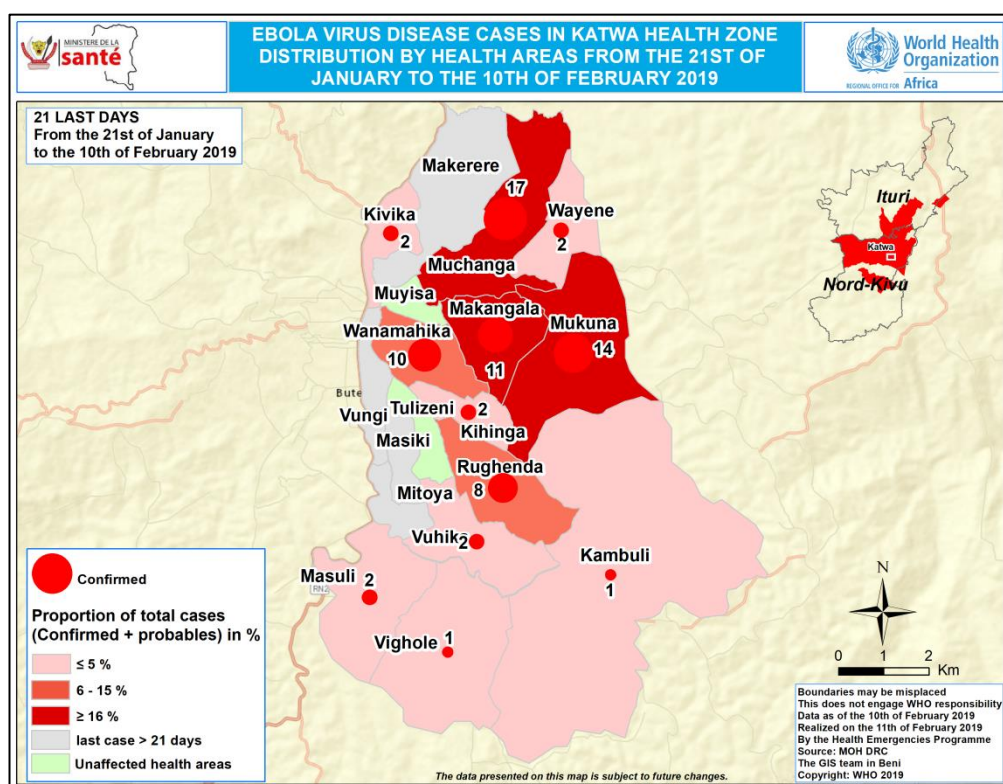 MINISTERE DE LA
santé
EBOLA VIRUS DISEASE CASES IN KATWA HEALTH ZONE
DISTRIBUTION BY HEALTH AREAS FROM THE 21ST OF
JANUARY TO THE 10TH OF FEBRUARY 2019
World Health
Organization
REGIONAL OFFICE FOR Africa
21 LAST DAYS
From the 21st of January
to the 10th of February 2019
Makerere
17
Kivika
2
Wayene
2
Muchanga
Muyisa
Makangala
11
Mukuna
14
Wanamahika
10
Bute
Vungi
Tulizeni
2
Kihinga
Masiki
Rughenda
8
Mitoya
Vuhika
2
Kambuli
1
Masuli
2
RN2
Vighole
1
Ituri
Katwa
Nord-Kivu
Confirmed
Proportion of total cases
(Confirmed + probables) in %
≤ 5 %
6 - 15 %
≥ 16 %
last case > 21 days
Unaffected health areas
N
0 1 2
Km
Boundaries may be misplaced
This does not engage WHO responsibility
Data as of the 10th of February 2019
Realized on the 11th of February 2019
By the Health Emergencies Programme
Source: MOH DRC
The GIS team in Beni
Copyright: WHO 2019
The data presented on this map is subject to future changes.